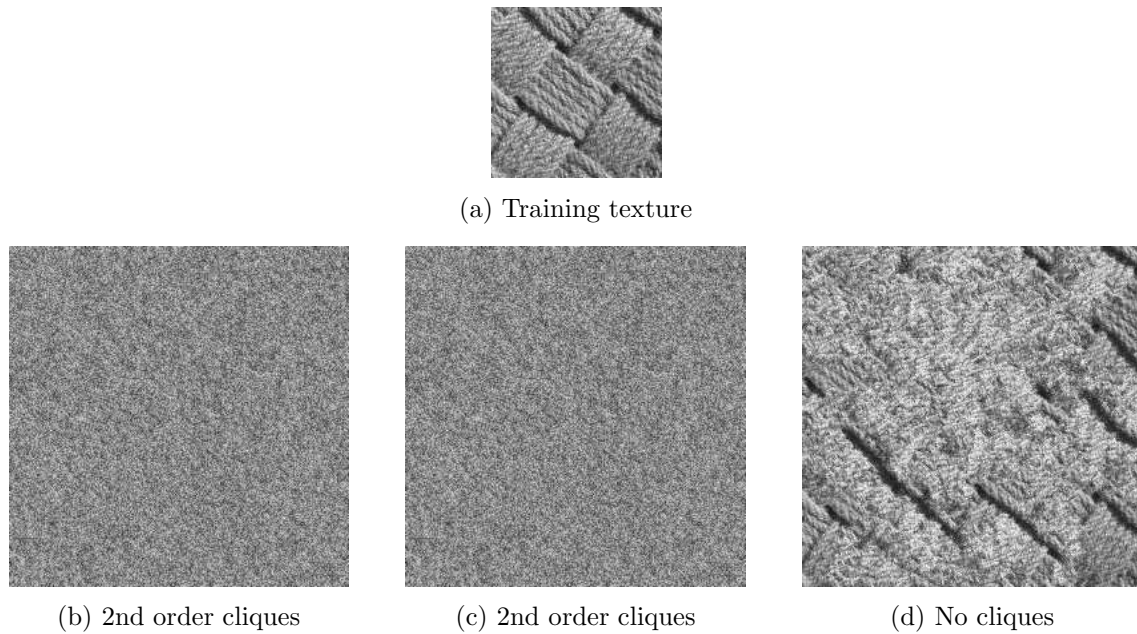 (a) Training texture
(b) 2nd order cliques
(c) 2nd order cliques
(d) No cliques